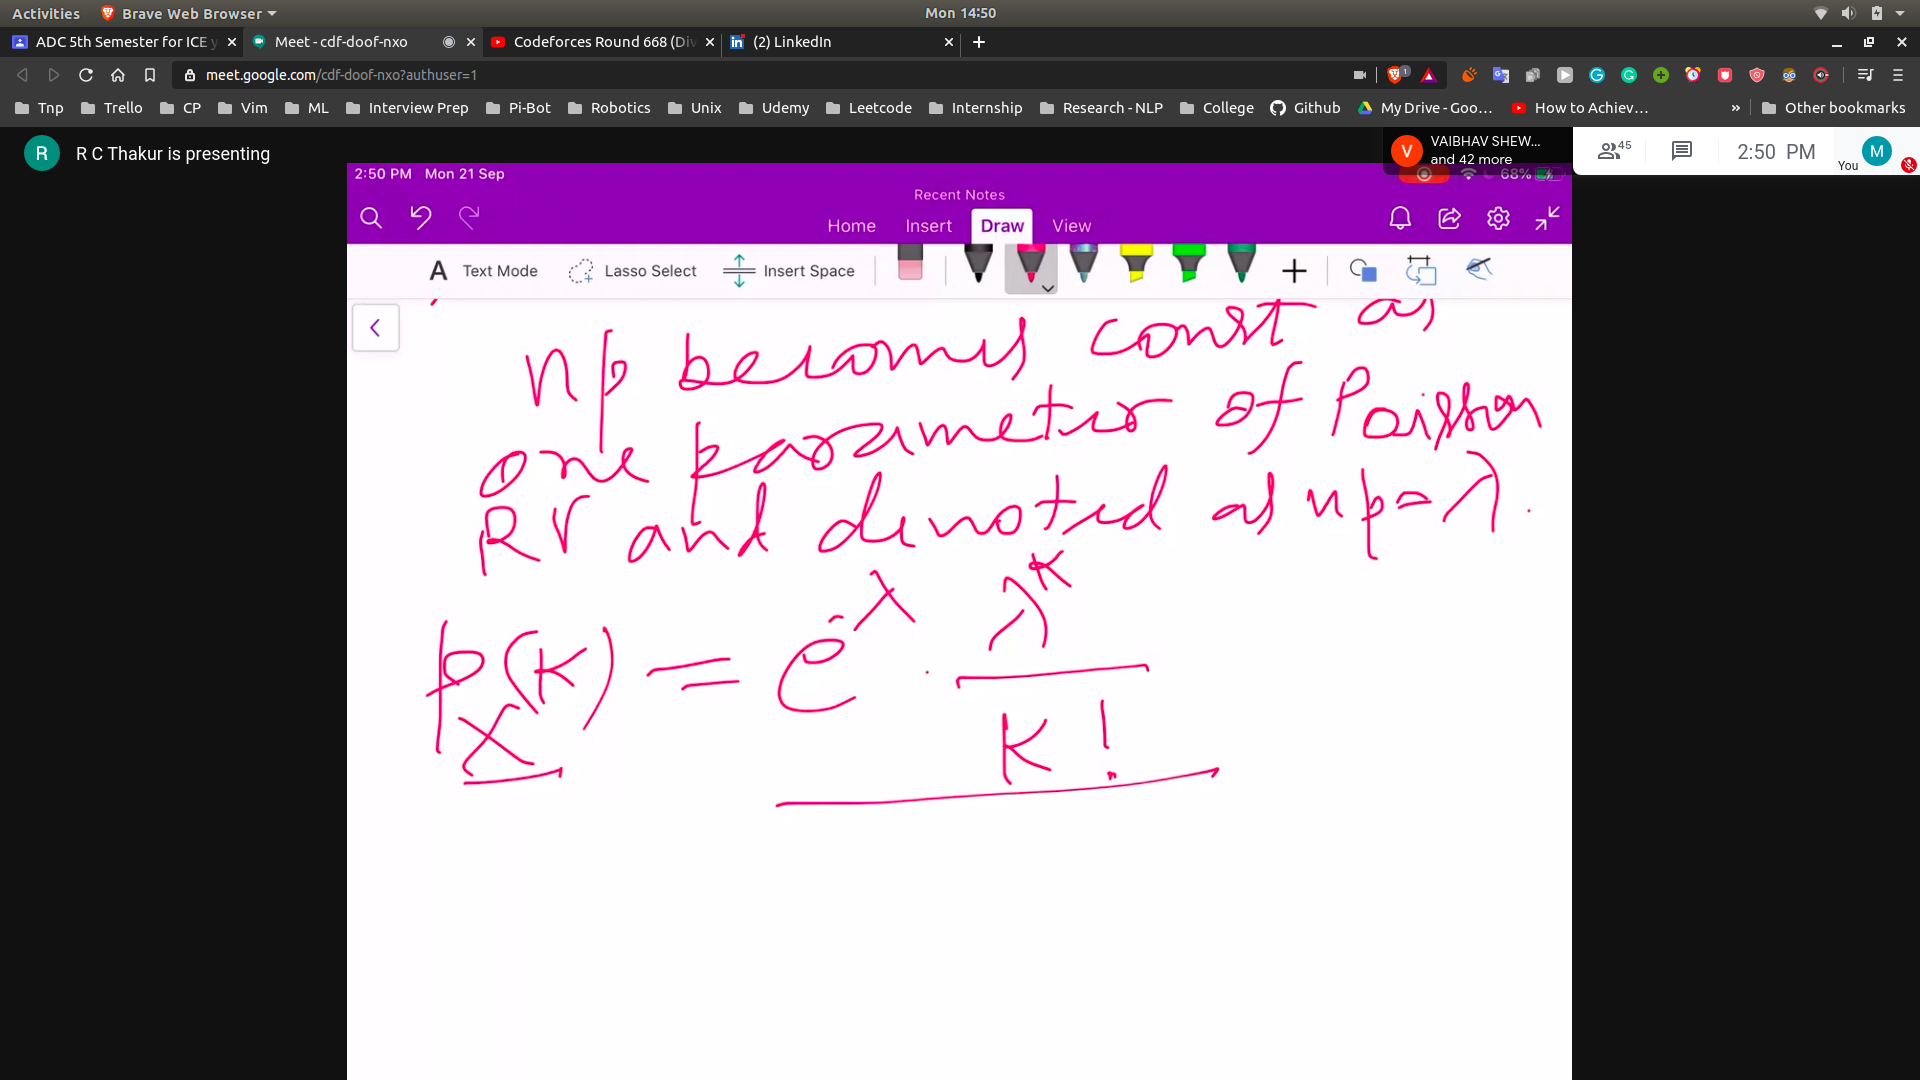 Activities Brave Web Browser Mon 14:50
ADC 5th Semester for ICE y Meet - cdf-doof-nxo Codeforces Round 668 (Div (2) LinkedIn
meet.google.com/cdf-doof-nxo?authuser=1 1
Tnp Trello CP Vim ML Interview Prep Pi-Bot Robotics Unix Udemy Leetcode Internship Research - NLP College Github My Drive - Goo... How to Achiev... » Other bookmarks
R R C Thakur is presenting
V VAIBHAV SHEW...
and 42 more
45 2:50 PM You M
2:50 PM Mon 21 Sep 68%
Recent Notes
Home Insert Draw View
A Text Mode Lasso Select Insert Space
np becomes const as
one parameter of Poisson
RV and denoted as np = λ.
P_X(K) = e^-λ . λ^K / K!